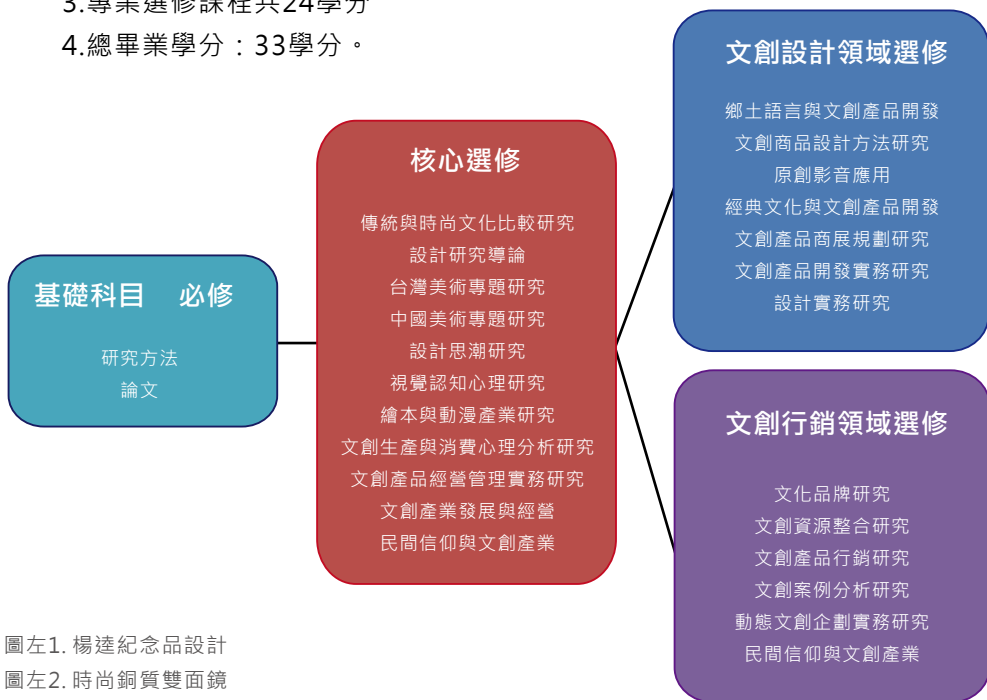 3.專業選修課程共24學分
4.總畢業學分：33學分。
基礎科目 必修
研究方法
論文
核心選修
傳統與時尚文化比較研究
設計研究導論
台灣美術專題研究
中國美術專題研究
設計思潮研究
視覺認知心理研究
繪本與動漫產業研究
文創生產與消費心理分析研究
文創產品經營管理實務研究
文創產業發展與經營
民間信仰與文創產業
文創設計領域選修
鄉土語言與文創產品開發
文創商品設計方法研究
原創影音應用
經典文化與文創產品開發
文創產品商展規劃研究
文創產品開發實務研究
設計實務研究
文創行銷領域選修
文化品牌研究
文創資源整合研究
文創產品行銷研究
文創案例分析研究
動態文創企劃實務研究
民間信仰與文創產業
圖左1. 楊逵紀念品設計
圖左2. 時尚銅質雙面鏡